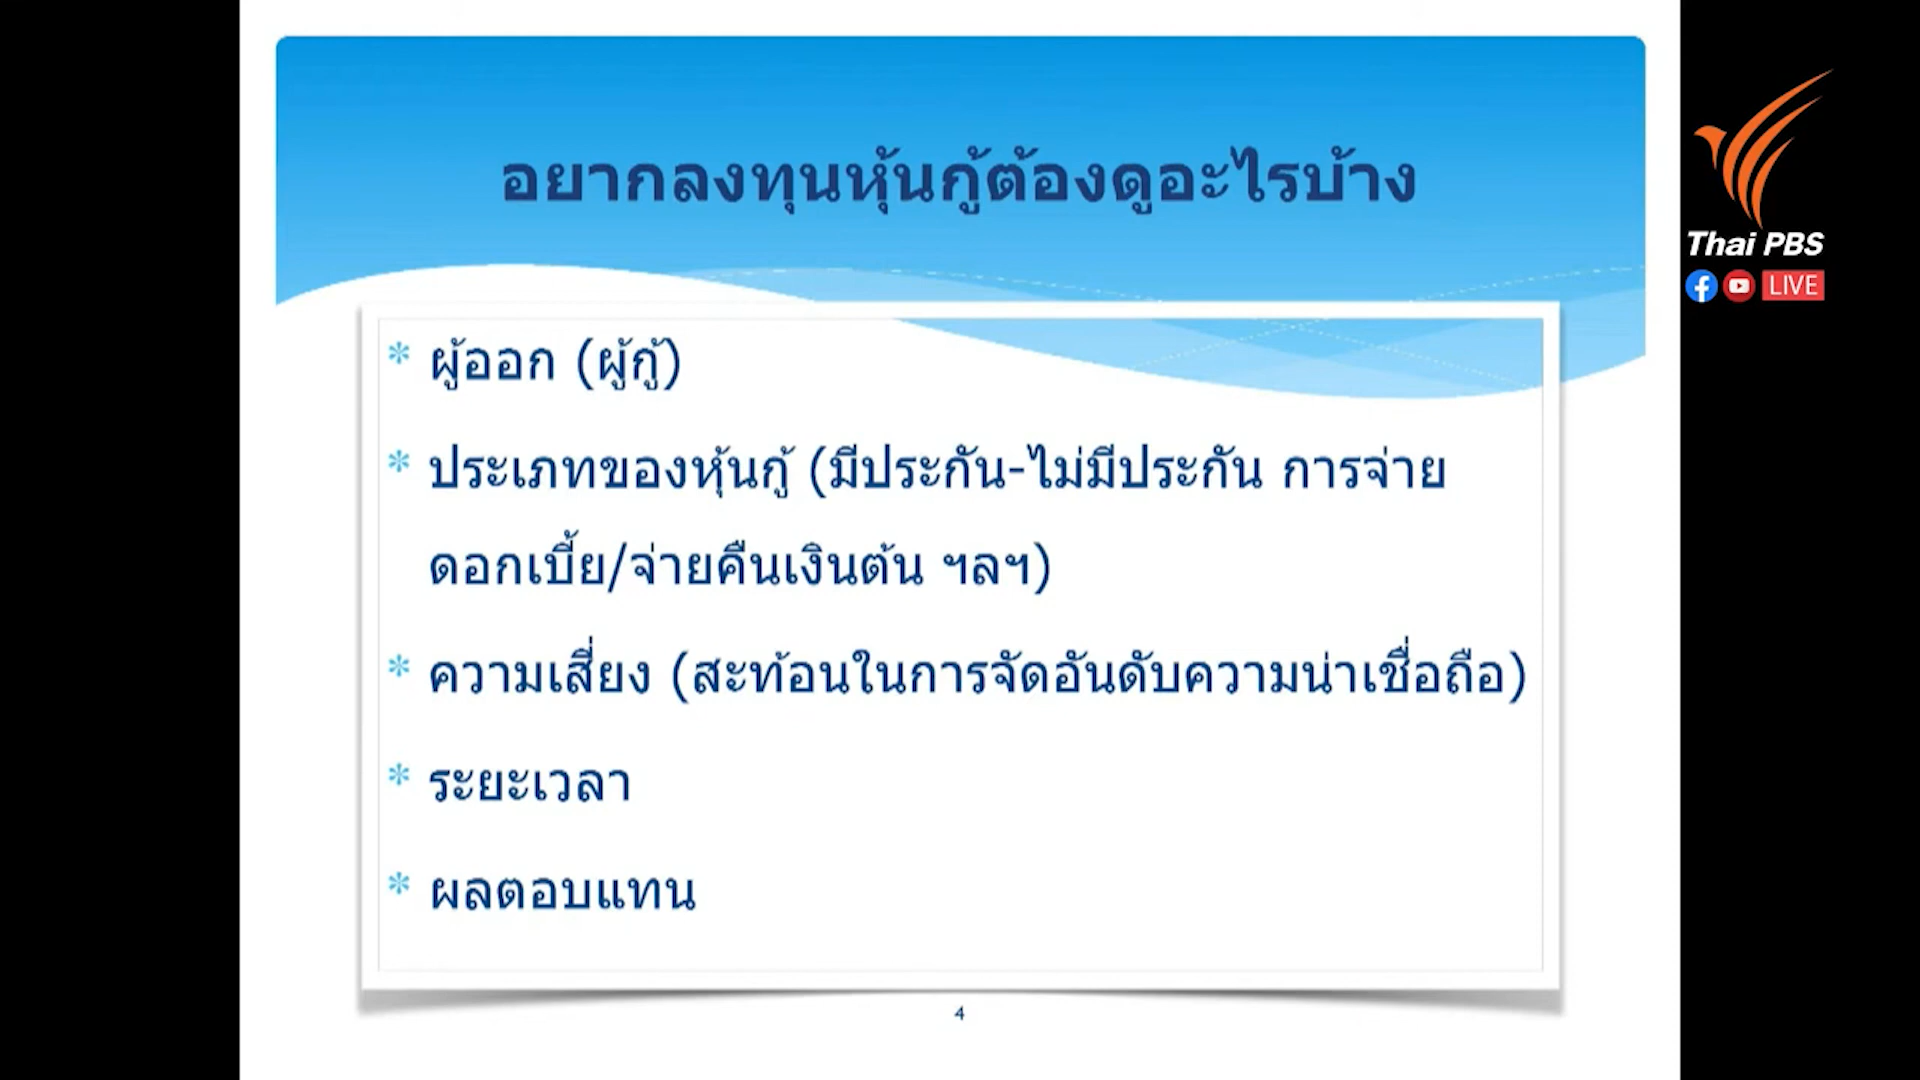 อยากลงทุนหุ้นกู้ต้องดูอะไรบ้าง
Thai PBS
LIVE
* ผู้ออก (ผู้กู้)
* ประเภทของหุ้นกู้ (มีประกัน-ไม่มีประกัน การจ่าย
ดอกเบี้ย/จ่ายคืนเงินต้น ฯลฯ)
* ความเสี่ยง (สะท้อนในการจัดอันดับความน่าเชื่อถือ)
* ระยะเวลา
* ผลตอบแทน
4